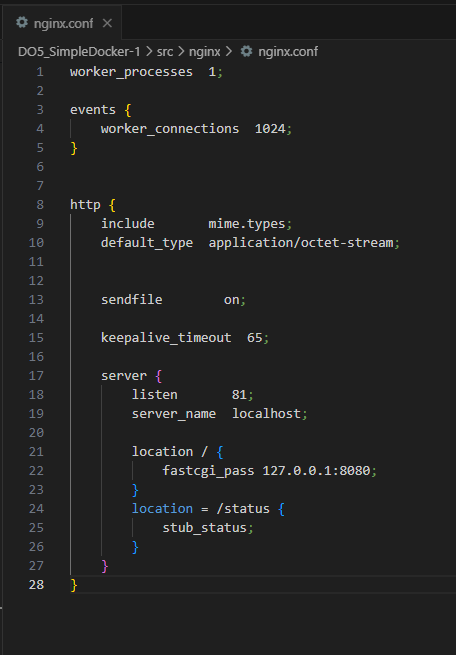 nginx.conf
DO5_SimpleDocker-1 > src > nginx > nginx.conf
1 worker_processes  1;
2
3 events {
4     worker_connections  1024;
5 }
6
7
8 http {
9     include       mime.types;
10     default_type  application/octet-stream;
11
12
13     sendfile        on;
14
15     keepalive_timeout  65;
16
17     server {
18         listen       81;
19         server_name  localhost;
20
21         location / {
22             fastcgi_pass 127.0.0.1:8080;
23         }
24         location = /status {
25             stub_status;
26         }
27     }
28 }